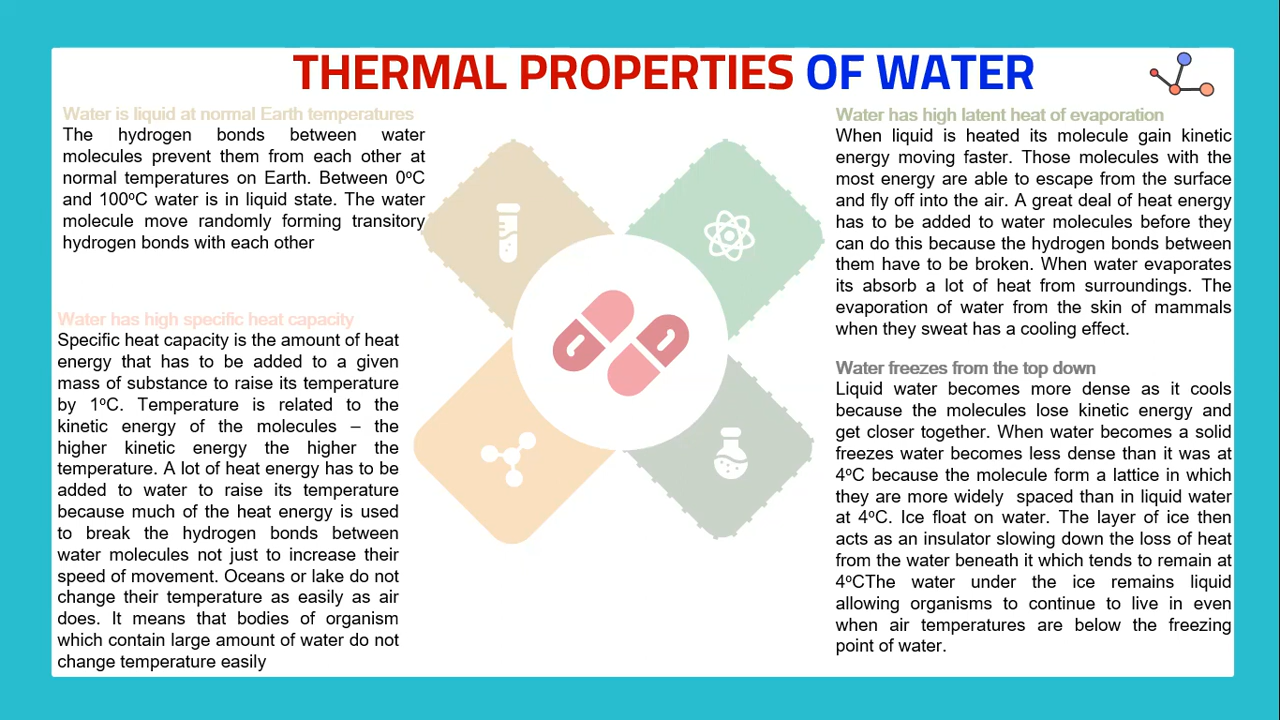 THERMAL PROPERTIES OF WATER
Water is liquid at normal Earth temperatures
The hydrogen bonds between water
molecules prevent them from each other at
normal temperatures on Earth. Between 0ºC
and 100ºC water is in liquid state. The water
molecule move randomly forming transitory
hydrogen bonds with each other
Water has high specific heat capacity
Specific heat capacity is the amount of heat
energy that has to be added to a given
mass of substance to raise its temperature
by 1ºC. Temperature is related to the
kinetic energy of the molecules – the
higher kinetic energy the higher the
temperature. A lot of heat energy has to be
added to water to raise its temperature
because much of the heat energy is used
to break the hydrogen bonds between
water molecules not just to increase their
speed of movement. Oceans or lake do not
change their temperature as easily as air
does. It means that bodies of organism
which contain large amount of water do not
change temperature easily
Water has high latent heat of evaporation
When liquid is heated its molecule gain kinetic
energy moving faster. Those molecules with the
most energy are able to escape from the surface
and fly off into the air. A great deal of heat energy
has to be added to water molecules before they
can do this because the hydrogen bonds between
them have to be broken. When water evaporates
its absorb a lot of heat from surroundings. The
evaporation of water from the skin of mammals
when they sweat has a cooling effect.
Water freezes from the top down
Liquid water becomes more dense as it cools
because the molecules lose kinetic energy and
get closer together. When water becomes a solid
freezes water becomes less dense than it was at
4ºC because the molecule form a lattice in which
they are more widely spaced than in liquid water
at 4ºC. Ice float on water. The layer of ice then
acts as an insulator slowing down the loss of heat
from the water beneath it which tends to remain at
4ºCThe water under the ice remains liquid
allowing organisms to continue to live in even
when air temperatures are below the freezing
point of water.